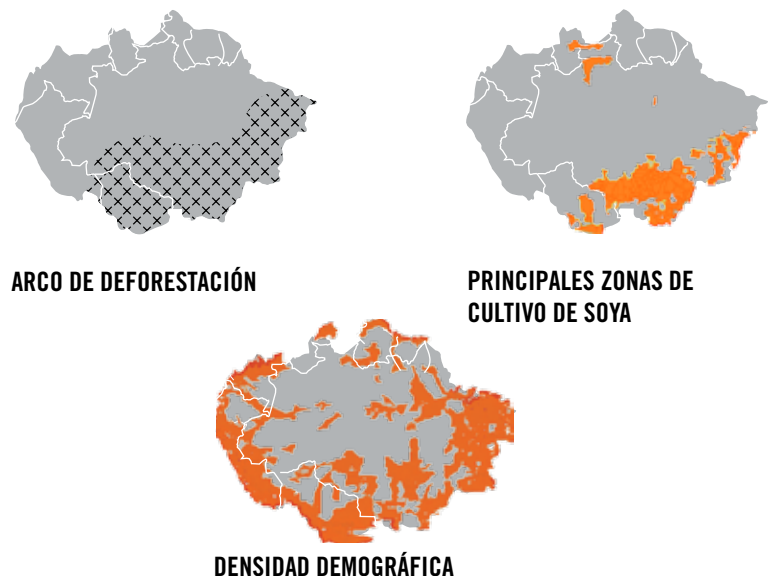 ARCO DE DEFORESTACIÓN
PRINCIPALES ZONAS DE
CULTIVO DE SOYA
DENSIDAD DEMOGRÁFICA